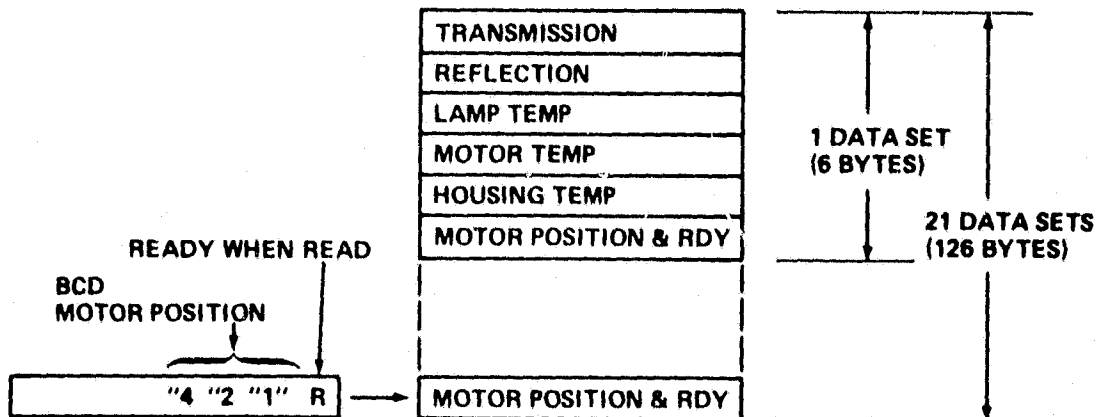 TRANSMISSION
REFLECTION
LAMP TEMP
MOTOR TEMP
HOUSING TEMP
MOTOR POSITION & RDY
1 DATA SET
(6 BYTES)
21 DATA SETS
(126 BYTES)
READY WHEN READ
BCD
MOTOR POSITION
"4 "2 "1" R
MOTOR POSITION & RDY